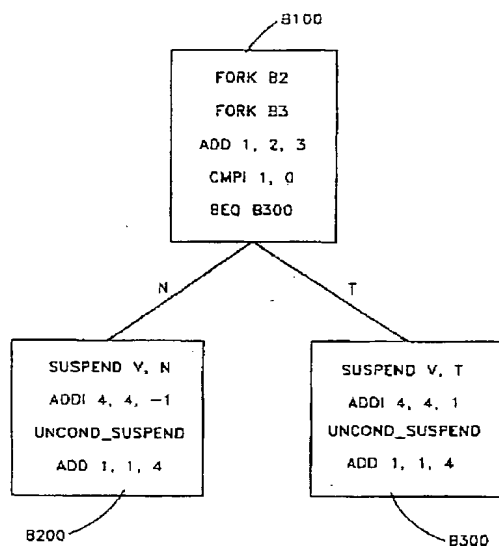 B100
FORK B2
FORK B3
ADD 1, 2, 3
CMPI 1, 0
BEQ B300
N
T
SUSPEND Y, N
ADDI 4, 4, -1
UNCOND_SUSPEND
ADD 1, 1, 4
SUSPEND Y, T
ADDI 4, 4, 1
UNCOND_SUSPEND
ADD 1, 1, 4
B200
B300